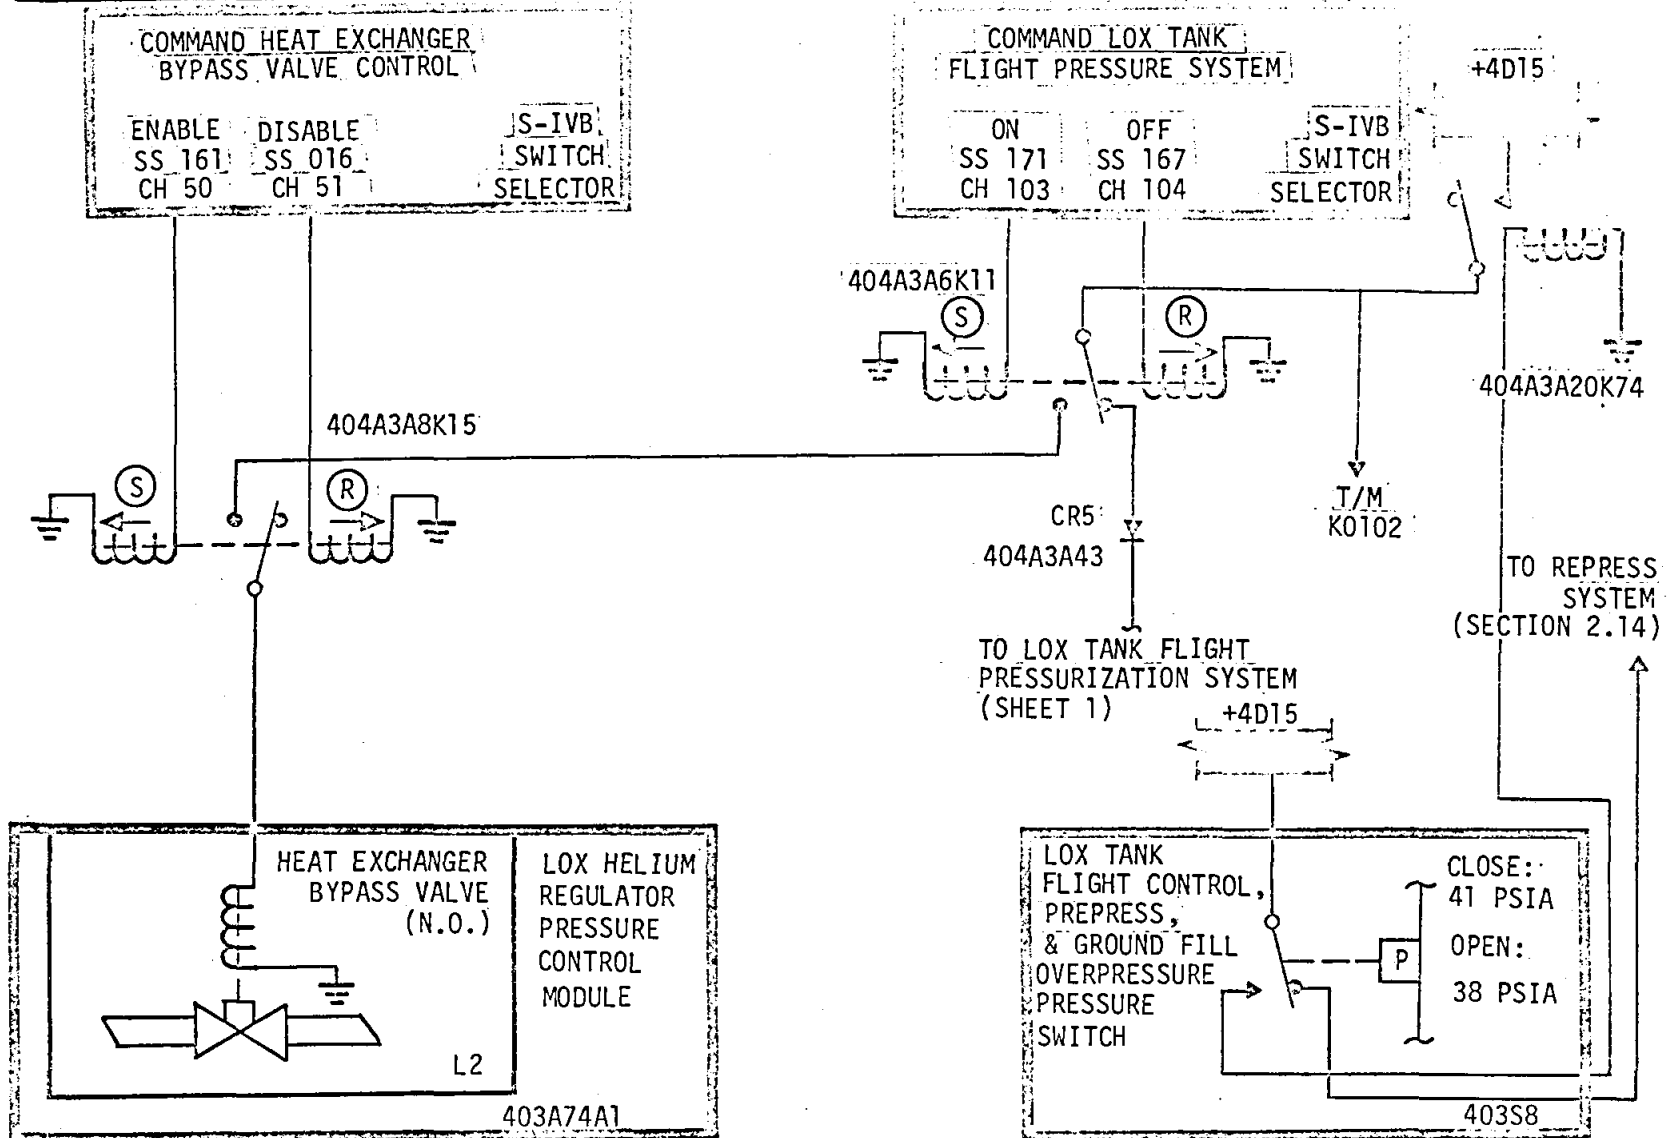 COMMAND HEAT EXCHANGER
BYPASS VALVE CONTROL
ENABLE
SS 161
CH 50
DISABLE
SS 016
CH 51
S-IVB
SWITCH
SELECTOR
COMMAND LOX TANK
FLIGHT PRESSURE SYSTEM
ON
SS 171
CH 103
OFF
SS 167
CH 104
S-IVB
SWITCH
SELECTOR
+4D15
404A3A6K11
S
R
404A3A20K74
404A3A8K15
S
R
CR5
404A3A43
T/M
K0102
TO REPRESS
SYSTEM
(SECTION 2.14)
TO LOX TANK FLIGHT
PRESSURIZATION SYSTEM
(SHEET 1)
+4D15
HEAT EXCHANGER
BYPASS VALVE
(N.O.)
L2
LOX HELIUM
REGULATOR
PRESSURE
CONTROL
MODULE
403A74A1
LOX TANK
FLIGHT CONTROL,
PREPRESS,
& GROUND FILL
OVERPRESSURE
PRESSURE
SWITCH
P
CLOSE:
41 PSIA
OPEN:
38 PSIA
403S8